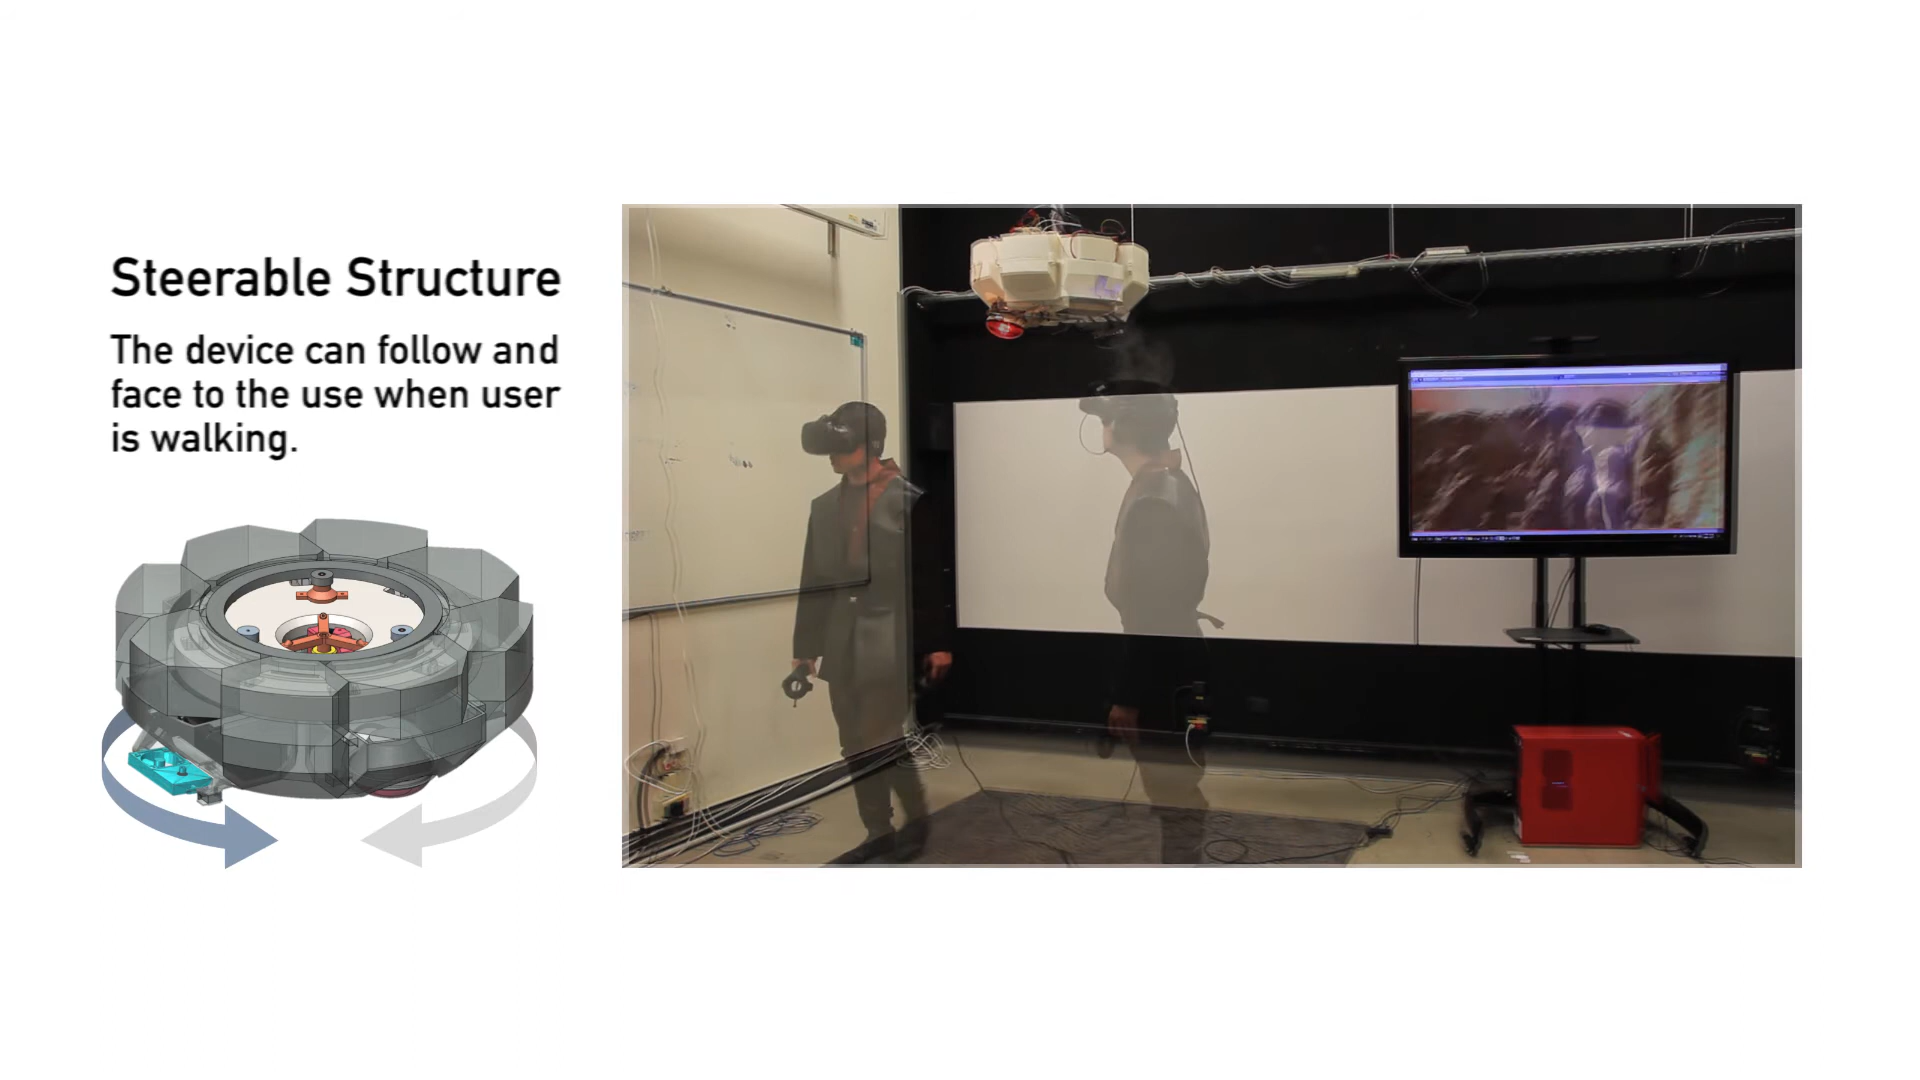 Steerable Structure
The device can follow and
face to the use when user
is walking.